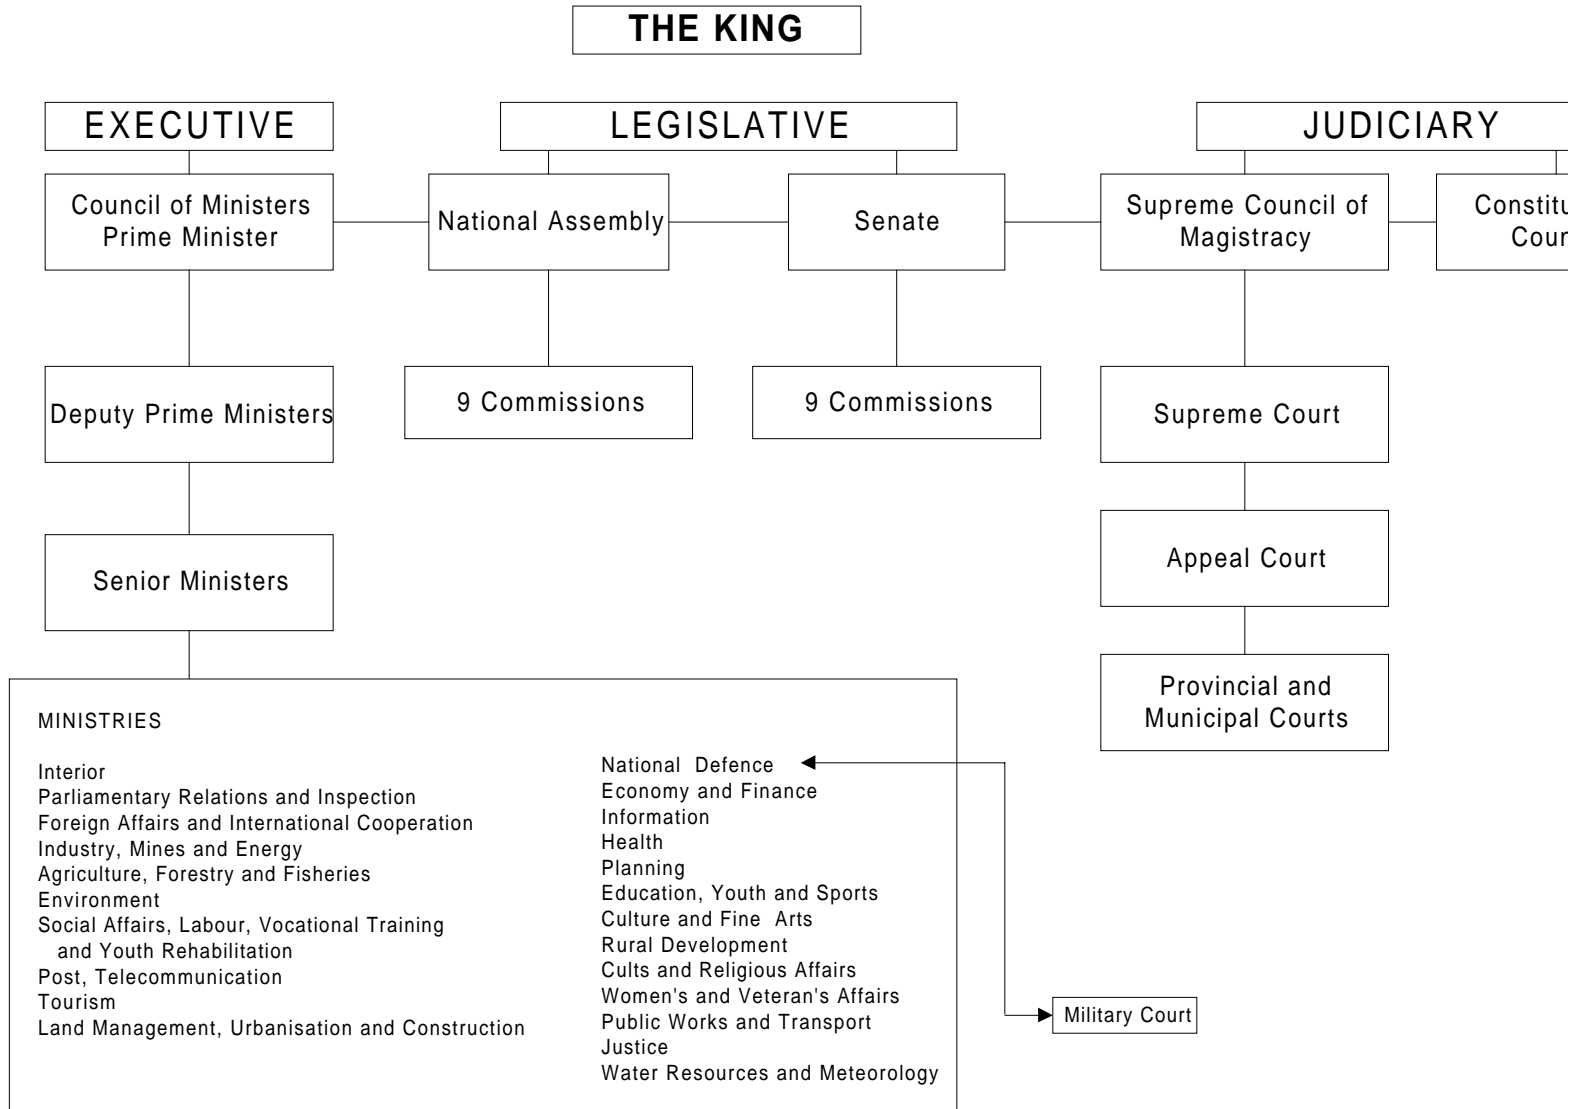 THE KING
EXECUTIVE
LEGISLATIVE
JUDICIARY
Council of Ministers
Prime Minister
National Assembly
Senate
Supreme Council of
Magistracy
Deputy Prime Ministers
9 Commissions
9 Commissions
Supreme Court
Senior Ministers
Appeal Court
Provincial and
Municipal Courts
MINISTRIES
Interior
Parliamentary Relations and Inspection
Foreign Affairs and International Cooperation
Industry, Mines and Energy
Agriculture, Forestry and Fisheries
Environment
Social Affairs, Labour, Vocational Training
and Youth Rehabilitation
Post, Telecommunication
Tourism
Land Management, Urbanisation and Construction
National Defence
Economy and Finance
Information
Health
Planning
Education, Youth and Sports
Culture and Fine Arts
Rural Development
Cults and Religious Affairs
Women's and Veteran's Affairs
Public Works and Transport
Justice
Water Resources and Meteorology
Military Court